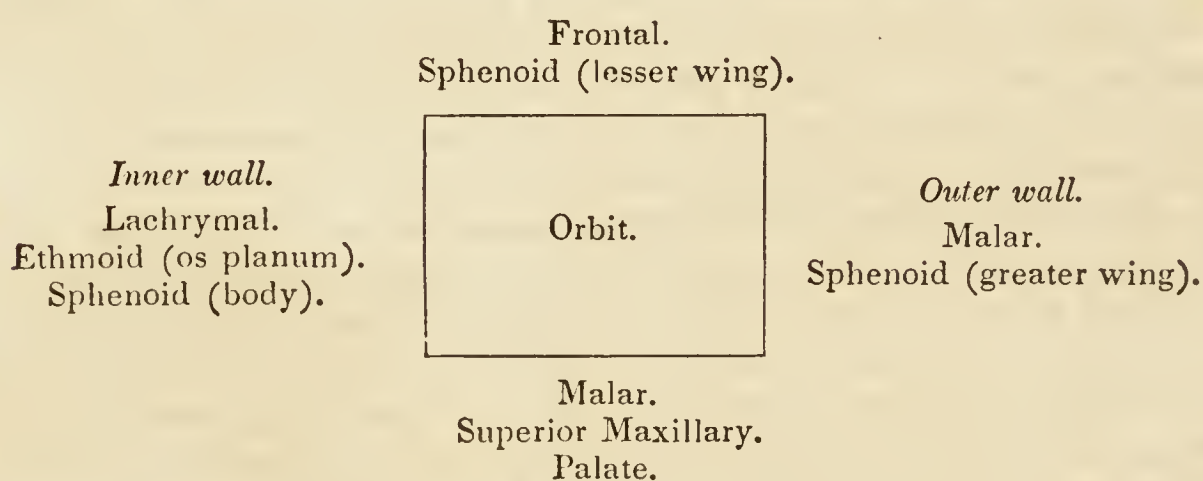 Frontal.
Sphenoid (lesser wing).
Inner wall.
Lachrymal.
Ethmoid (os planum).
Sphenoid (body).
Orbit.
Outer wall.
Malar.
Sphenoid (greater wing).
Malar.
Superior Maxillary.
Palate.